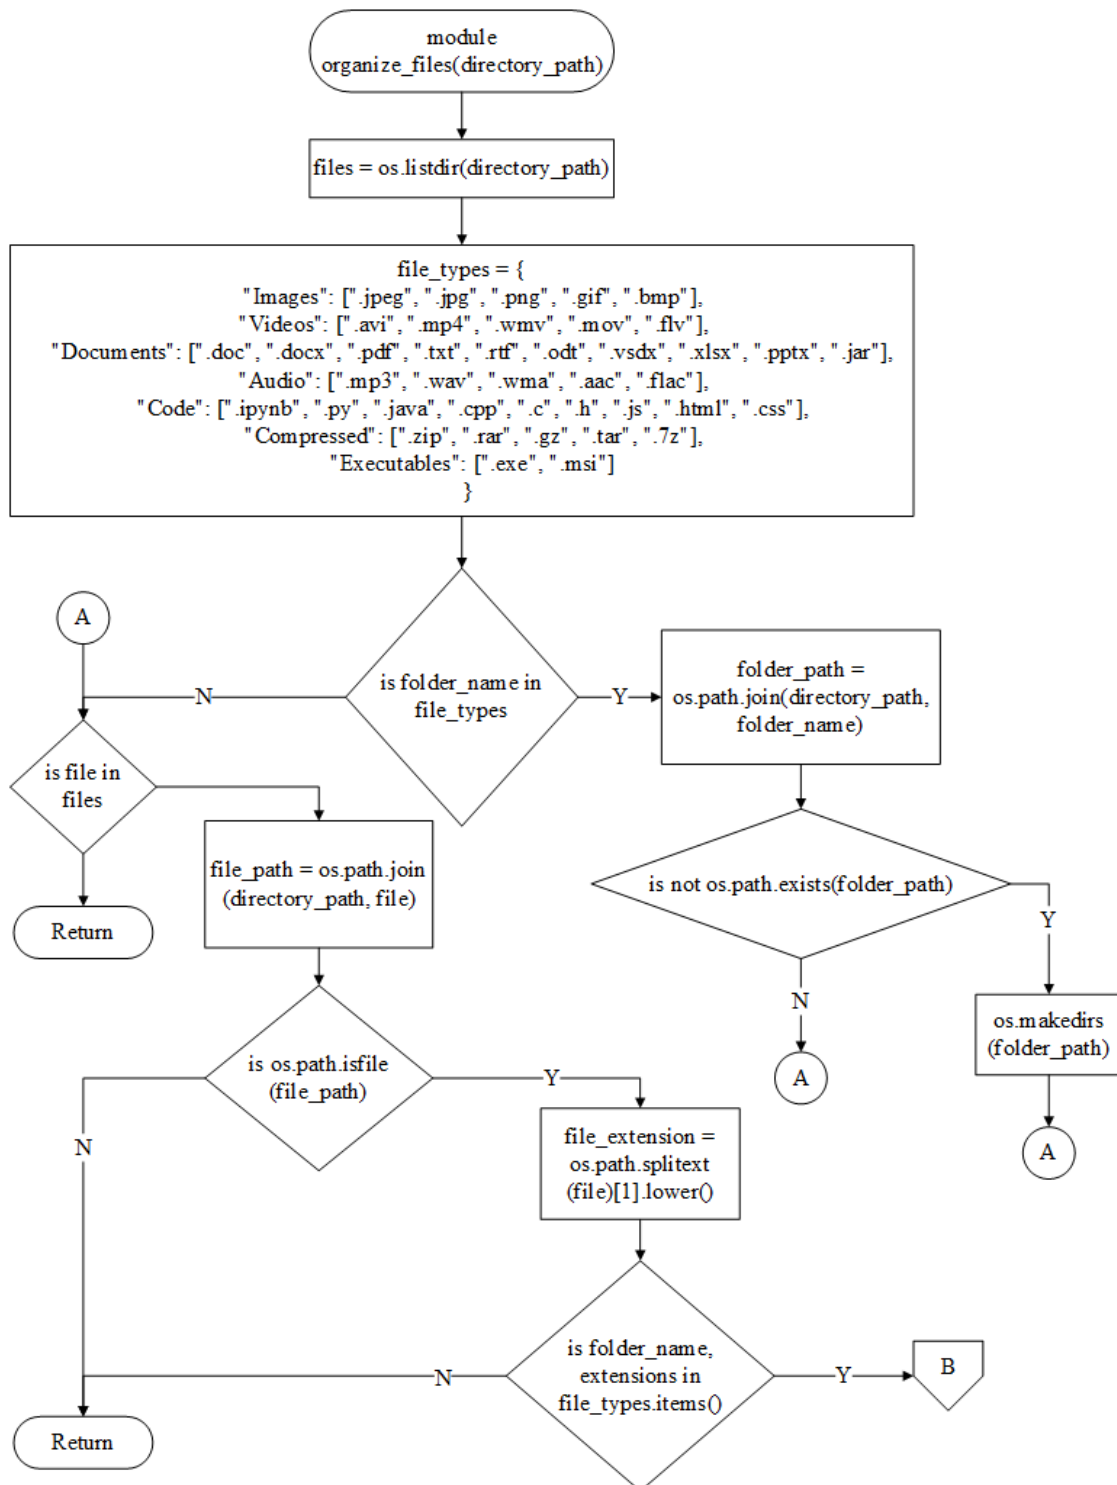 module
organize_files(directory_path)
files = os.listdir(directory_path)
file_types = {
"Images": [".jpeg", ".jpg", ".png", ".gif", ".bmp"],
"Videos": [".avi", ".mp4", ".wmv", ".mov", ".flv"],
"Documents": [".doc", ".docx", ".pdf", ".txt", ".rtf", ".odt", ".vsdx", ".xlsx", ".pptx", ".jar"],
"Audio": [".mp3", ".wav", ".wma", ".aac", ".flac"],
"Code": [".ipynb", ".py", ".java", ".cpp", ".c", ".h", ".js", ".html", ".css"],
"Compressed": [".zip", ".rar", ".gz", ".tar", ".7z"],
"Executables": [".exe", ".msi"]
}
A
is folder_name in
file_types
N
Y
folder_path =
os.path.join(directory_path,
folder_name)
is file in
files
file_path = os.path.join
(directory_path, file)
Return
is not os.path.exists(folder_path)
Y
N
os.makedirs
(folder_path)
A
A
is os.path.isfile
(file_path)
Y
N
file_extension =
os.path.splitext
(file)[1].lower()
is folder_name,
extensions in
file_types.items()
N
Y
B
Return